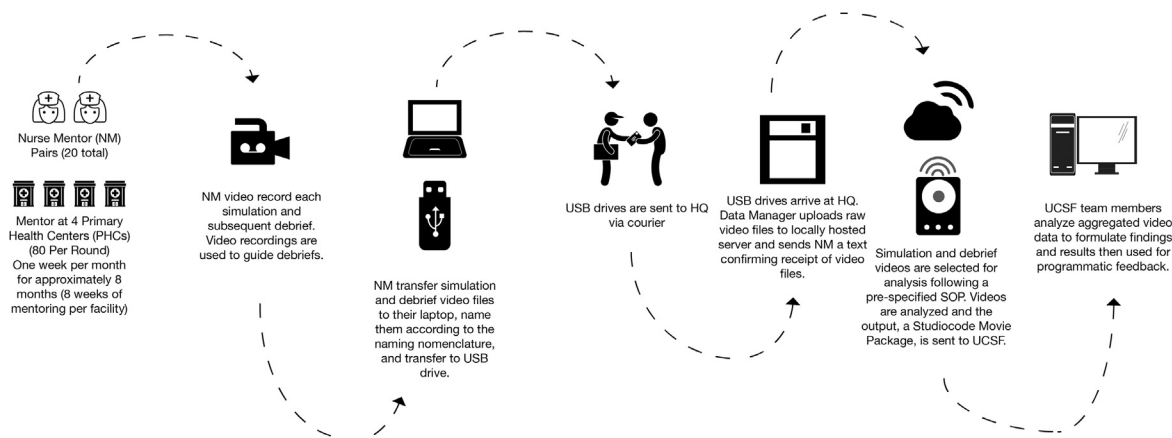 Nurse Mentor (NM)
Pairs (20 total)
Mentor at 4 Primary
Health Centers (PHCs)
(80 Per Round)
One week per month
for approximately 8
months (8 weeks of
mentoring per facility)
NM video record each
simulation and
subsequent debrief.
Video recordings are
used to guide debriefs.
NM transfer simulation
and debrief video files
to their laptop, name
them according to the
naming nomenclature,
and transfer to USB
drive.
USB drives are sent to HQ
via courier
USB drives arrive at HQ.
Data Manager uploads raw
video files to locally hosted
server and sends NM a text
confirming receipt of video
files.
Simulation and debrief
videos are selected for
analysis following a
pre-specified SOP. Videos
are analyzed and the
output, a Studiocode Movie
Package, is sent to UCSF.
UCSF team members
analyze aggregated video
data to formulate findings
and results then used for
programmatic feedback.